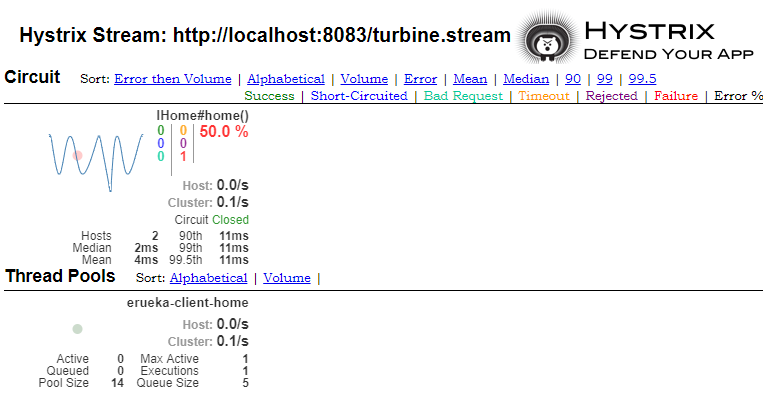 Hystrix Stream: http://localhost:8083/turbine.stream
HYSTRIX
DEFEND YOUR APP
Circuit Sort: Error then Volume | Alphabetical | Volume | Error | Mean | Median | 90 | 99 | 99.5
Success | Short-Circuited | Bad Request | Timeout | Rejected | Failure | Error %
IHome#home()
0 0 50.0 %
0 0
0 1
Host: 0.0/s
Cluster: 0.1/s
Circuit Closed
Hosts 2 90th 11ms
Median 2ms 99th 11ms
Mean 4ms 99.5th 11ms
Thread Pools Sort: Alphabetical | Volume |
erueka-client-home
Host: 0.0/s
Cluster: 0.1/s
Active 0 Max Active 1
Queued 0 Executions 1
Pool Size 14 Queue Size 5